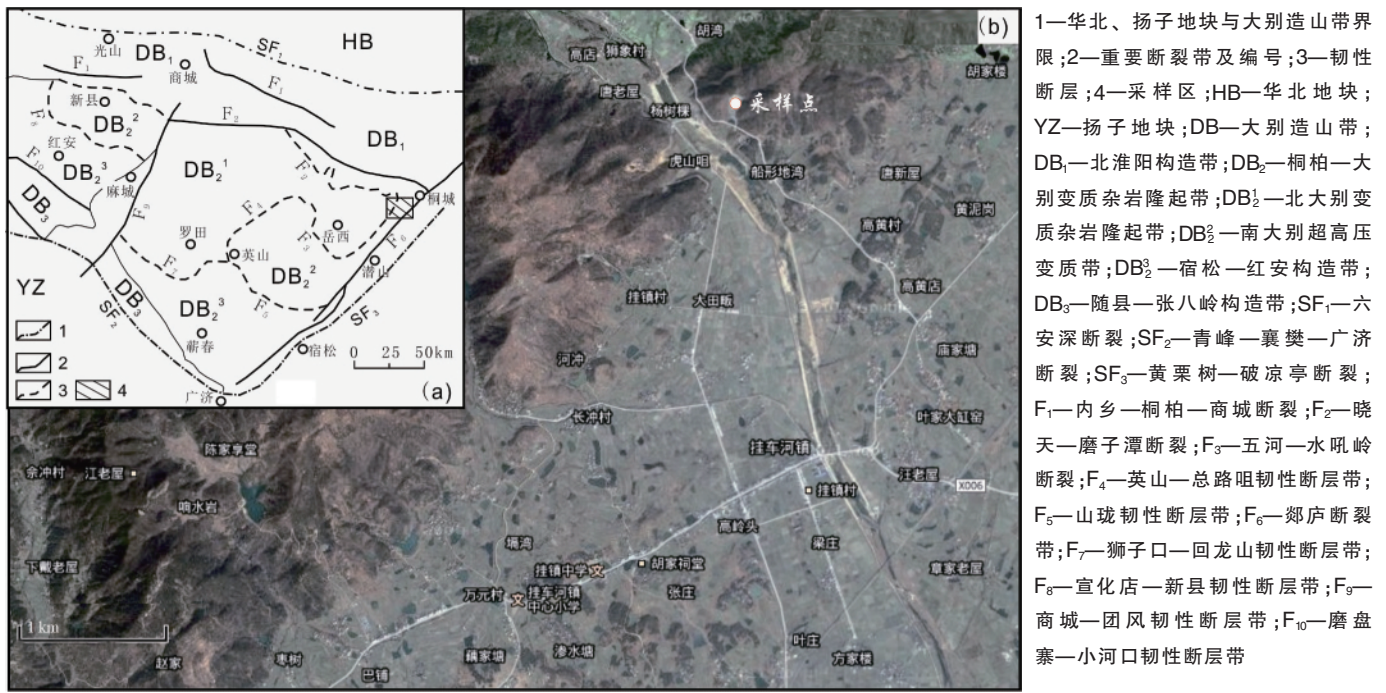 (a)
HB
SF₁
光山
DB₁
F₁
商城
F₁
新县
F₂
DB₂²
F₈
红安
DB₁
F₁₀
DB₂³
DB₂¹
麻城
F₇
桐城
DB₃
F₉
F₄
岳西
F₆
罗田
F₃
英山
潜山
F₇
DB₂²
YZ
DB₃
F₅
SF₃
SF₂
DB₂³
1
蕲春
宿松
2
0 25 50km
3
4
广济
(b)
胡湾
高店
狮象村
胡家楼
唐老屋
杨树棵
采样点
虎山咀
船形地湾
唐新屋
黄泥岗
高黄村
挂镇村
大田畈
高黄店
河冲
庙家塘
长冲村
叶家大缸窑
陈家享堂
挂车河镇
余冲村
江老屋
汪老屋
X006
挂镇村
响水岩
高岭头
梁庄
塥湾
下戴老屋
挂镇中学
胡家祠堂
章家老屋
万元村
挂车河镇
中心小学
张庄
1 km
叶庄
赵家
枣树
藕家塘
渗水塘
方家楼
巴铺
1—华北、扬子地块与大别造山带界
限;2—重要断裂带及编号;3—韧性
断层;4—采样区;HB—华北地块;
YZ—扬子地块;DB—大别造山带;
DB₁—北淮阳构造带;DB₂—桐柏—大
别变质杂岩隆起带;DB₂¹—北大别变
质杂岩隆起带;DB₂²—南大别超高压
变质带;DB₂³—宿松—红安构造带;
DB₃—随县—张八岭构造带;SF₁—六
安深断裂;SF₂—青峰—襄樊—广济
断裂;SF₃—黄栗树—破凉亭断裂;
F₁—内乡—桐柏—商城断裂;F₂—晓
天—磨子潭断裂;F₃—五河—水吼岭
断裂;F₄—英山—总路咀韧性断层带;
F₅—山珑韧性断层带;F₆—郯庐断裂
带;F₇—狮子口—回龙山韧性断层带;
F₈—宣化店—新县韧性断层带;F₉—
商城—团风韧性断层带;F₁₀—磨盘
寨—小河口韧性断层带